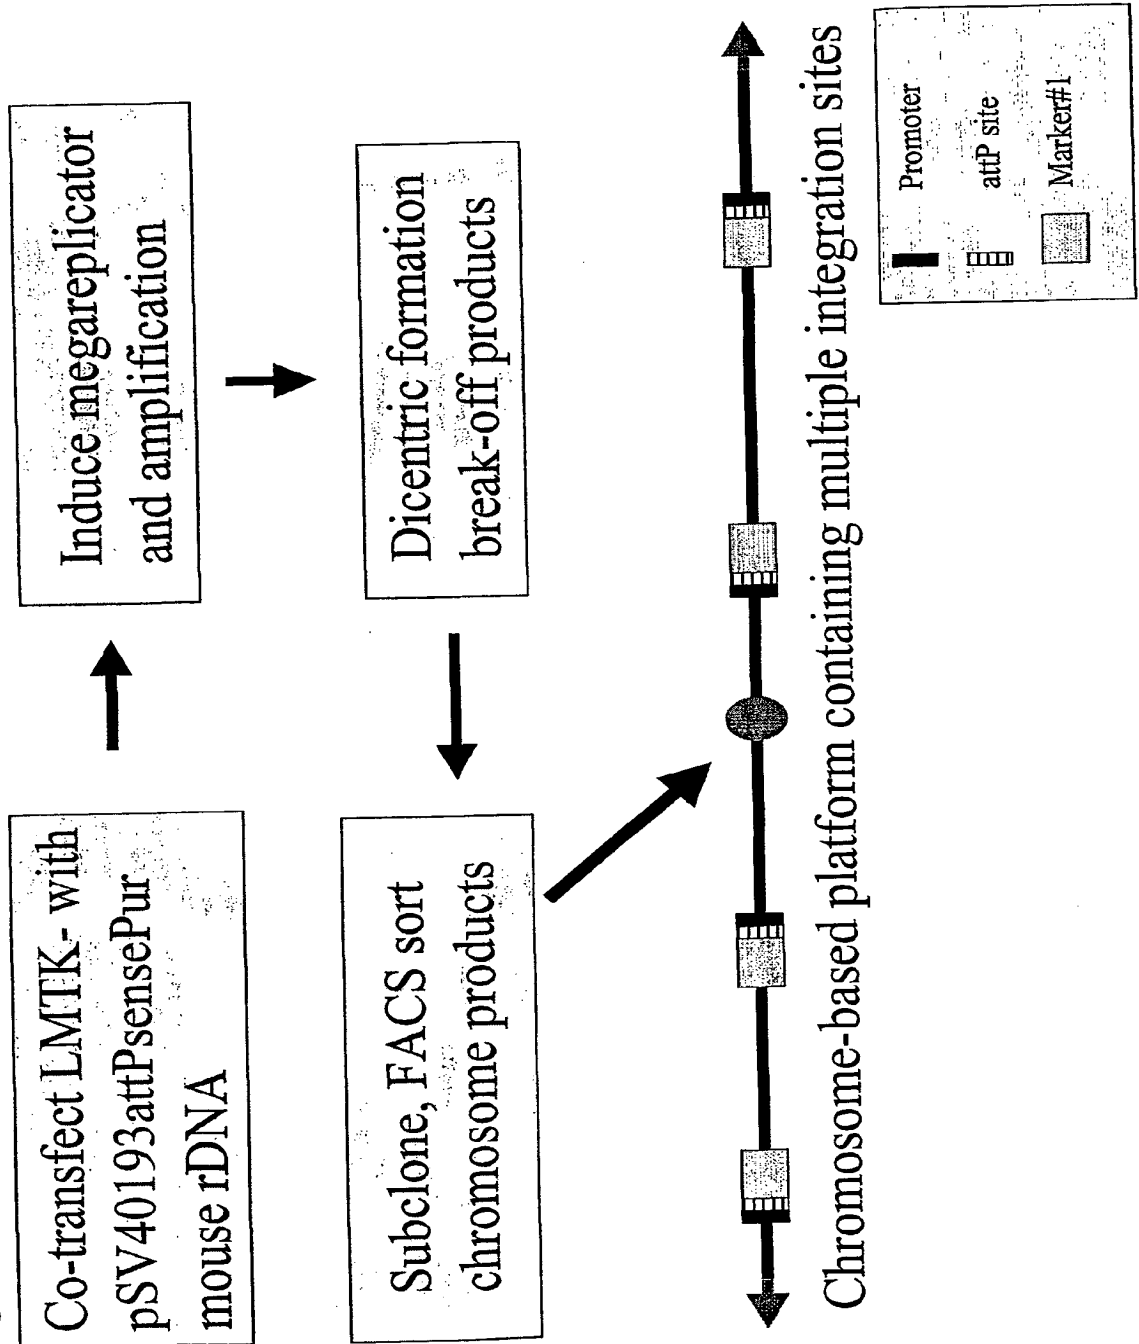 Co-transfect LMTK- with
pSV40193attPsensePur
mouse rDNA
Induce megareplicator
and amplification
Dicentric formation
break-off products
Subclone, FACS sort
chromosome products
Chromosome-based platform containing multiple integration sites
Promoter
attP site
Marker#1